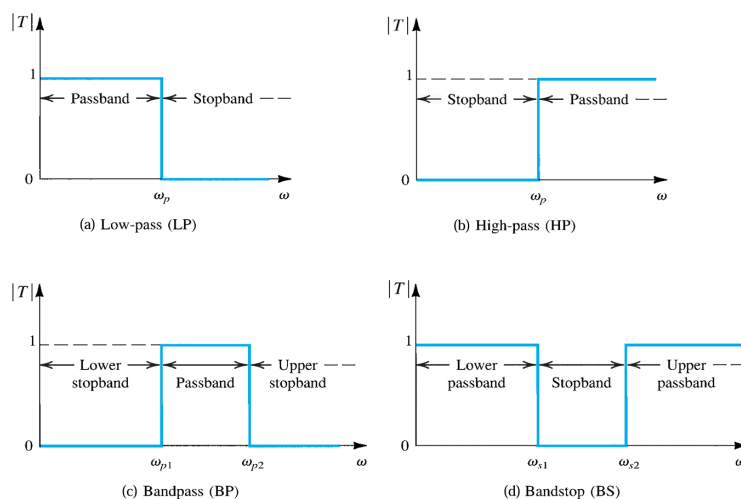 |T|
1
Passband
Stopband
0
ωp
ω
(a) Low-pass (LP)
|T|
1
Stopband
Passband
0
ωp
ω
(b) High-pass (HP)
|T|
1
Lower stopband
Passband
Upper stopband
0
ωp1
ωp2
ω
(c) Bandpass (BP)
|T|
1
Lower passband
Stopband
Upper passband
0
ωs1
ωs2
ω
(d) Bandstop (BS)